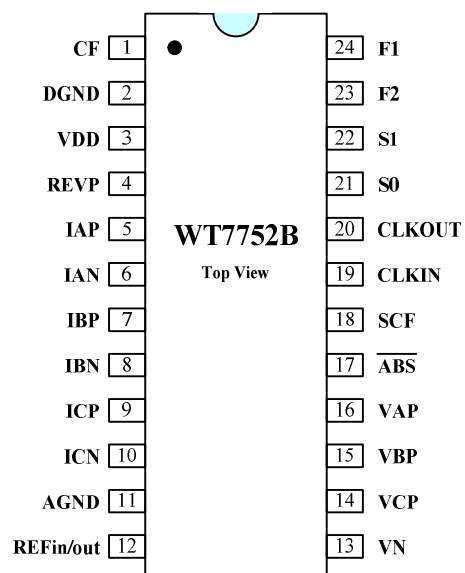 CF 1 24 F1
DGND 2 23 F2
VDD 3 22 S1
REVP 4 21 S0
IAP 5 20 CLKOUT
WT7752B
Top View
IAN 6 19 CLKIN
IBP 7 18 SCF
IBN 8 17 ABS
ICP 9 16 VAP
ICN 10 15 VBP
AGND 11 14 VCP
REFin/out 12 13 VN